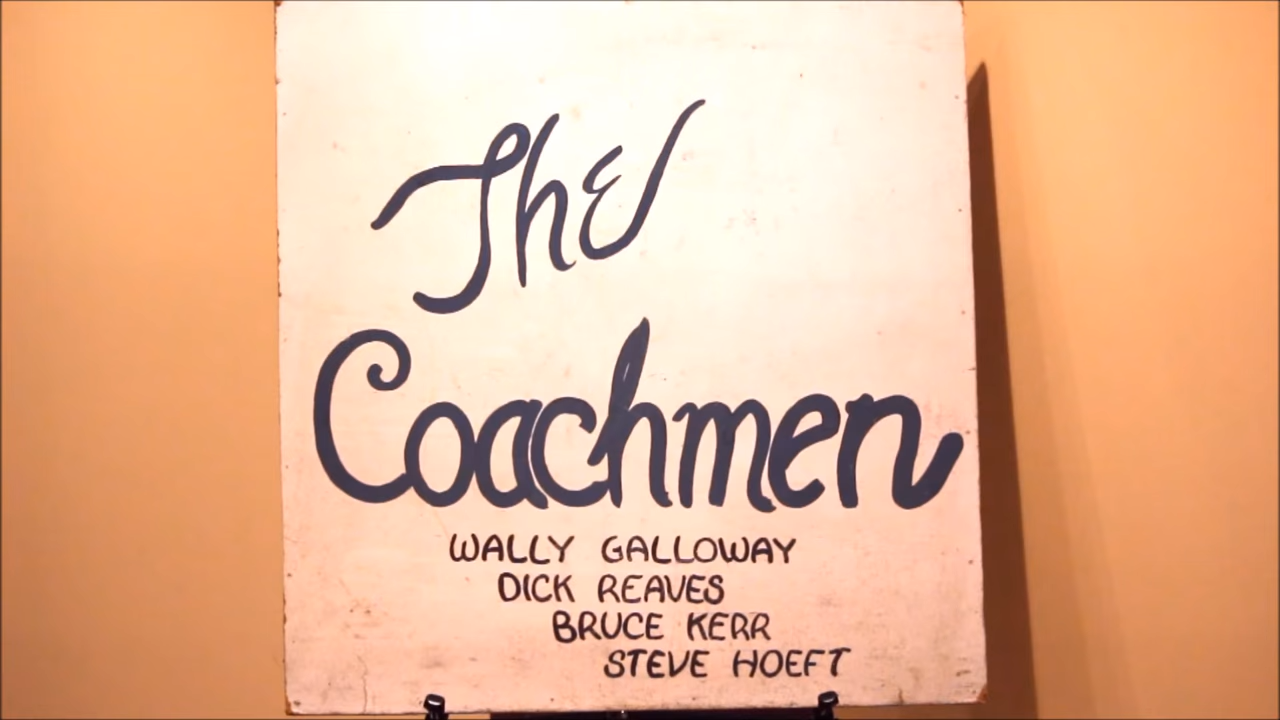 The
Coachmen
WALLY GALLOWAY
DICK REAVES
BRUCE KERR
STEVE HOEFT